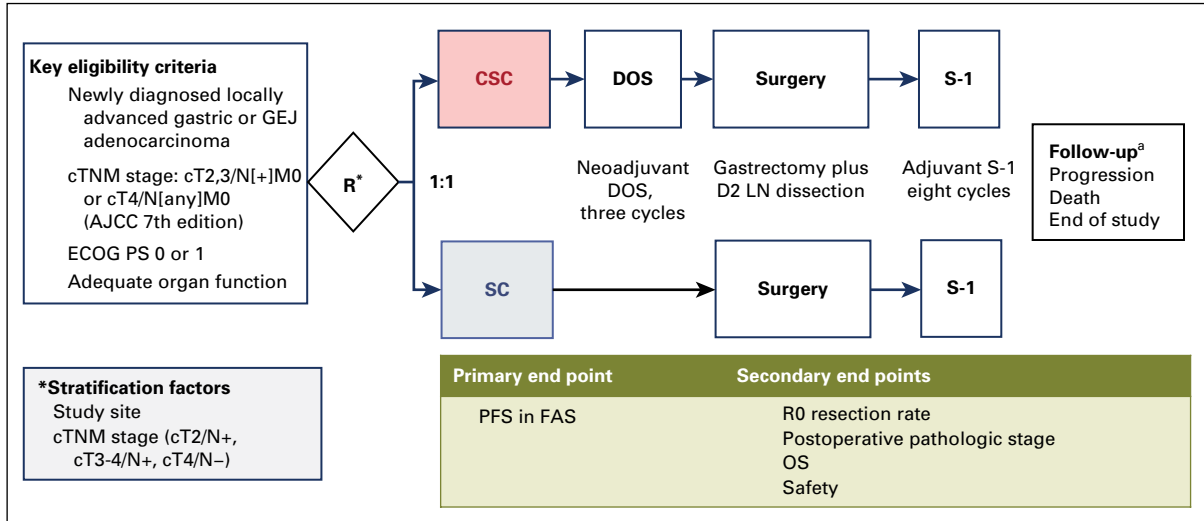 Key eligibility criteria
Newly diagnosed locally
advanced gastric or GEJ
adenocarcinoma
cTNM stage: cT2,3/N[+]M0
or cT4/N[any]M0
(AJCC 7th edition)
ECOG PS 0 or 1
Adequate organ function
R*
1:1
CSC
DOS
Surgery
S-1
Neoadjuvant
DOS,
three cycles
Gastrectomy plus
D2 LN dissection
Adjuvant S-1
eight cycles
SC
Surgery
S-1
Follow-upa
Progression
Death
End of study
*Stratification factors
Study site
cTNM stage (cT2/N+,
cT3-4/N+, cT4/N−)
Primary end point
Secondary end points
PFS in FAS
R0 resection rate
Postoperative pathologic stage
OS
Safety